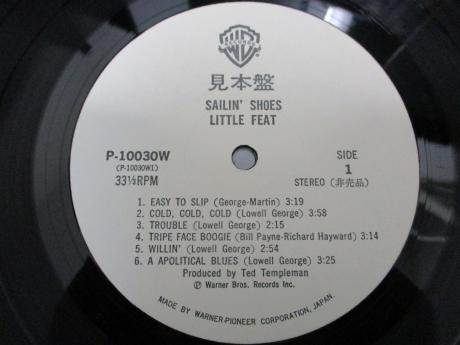 WB
RECORDS
見本盤
SAILIN' SHOES
LITTLE FEAT
P-10030W
(P-10030W1)
33⅓RPM
SIDE
1
STEREO (非売品)
1. EASY TO SLIP (George-Martin) 3:19
2. COLD, COLD, COLD (Lowell George) 3:58
3. TROUBLE (Lowell George) 2:15
4. TRIPE FACE BOOGIE (Bill Payne-Richard Hayward) 3:14
5. WILLIN' (Lowell George) 2:54
6. A APOLITICAL BLUES (Lowell George) 3:25
Produced by Ted Templeman
Ⓟ Warner Bros. Records Inc.
MADE BY WARNER-PIONEER CORPORATION, JAPAN.